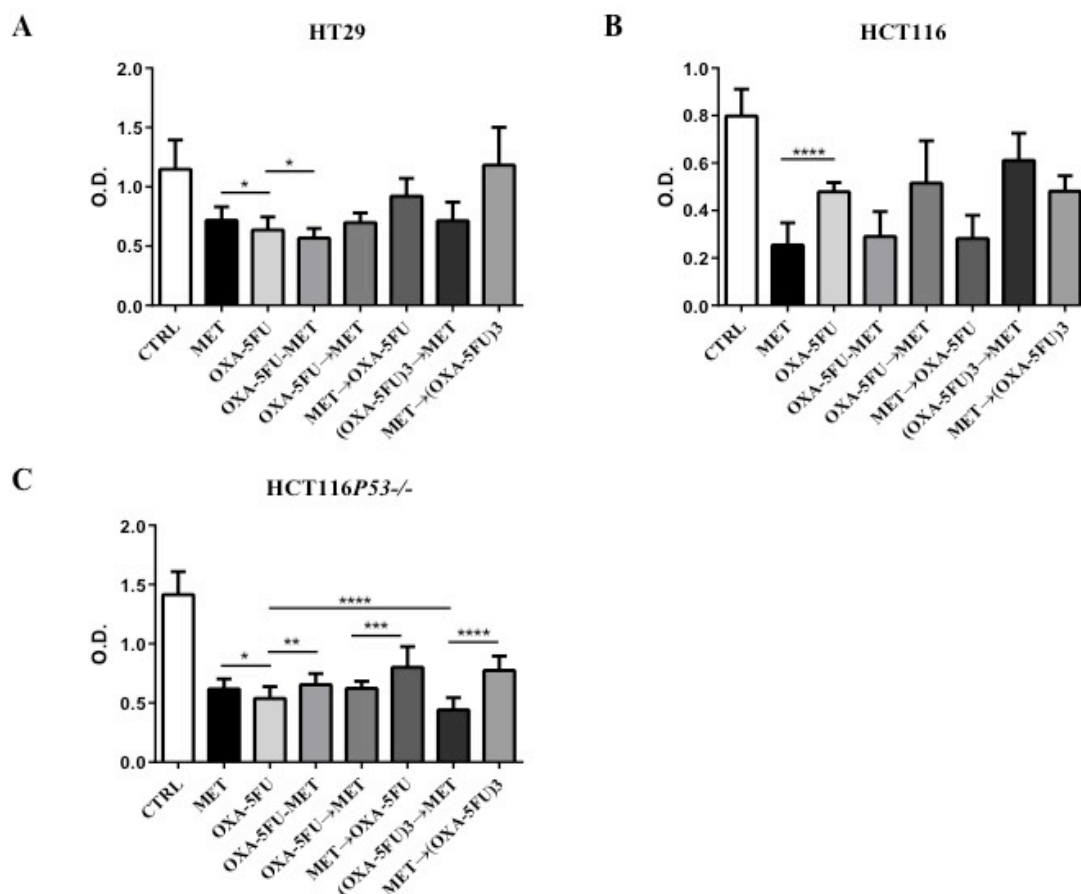 A
HT29
O.D.
2.0
1.5
1.0
0.5
0.0
*
*
CTRL
MET
OXA-5FU
OXA-5FU-MET
OXA-5FU→MET
MET→OXA-5FU
(OXA-5FU)3→MET
MET→(OXA-5FU)3
B
HCT116
O.D.
1.0
0.8
0.6
0.4
0.2
0.0
****
CTRL
MET
OXA-5FU
OXA-5FU-MET
OXA-5FU→MET
MET→OXA-5FU
(OXA-5FU)3→MET
MET→(OXA-5FU)3
C
HCT116P53-/-
O.D.
2.0
1.5
1.0
0.5
0.0
*
**
****
***
****
CTRL
MET
OXA-5FU
OXA-5FU-MET
OXA-5FU→MET
MET→OXA-5FU
(OXA-5FU)3→MET
MET→(OXA-5FU)3